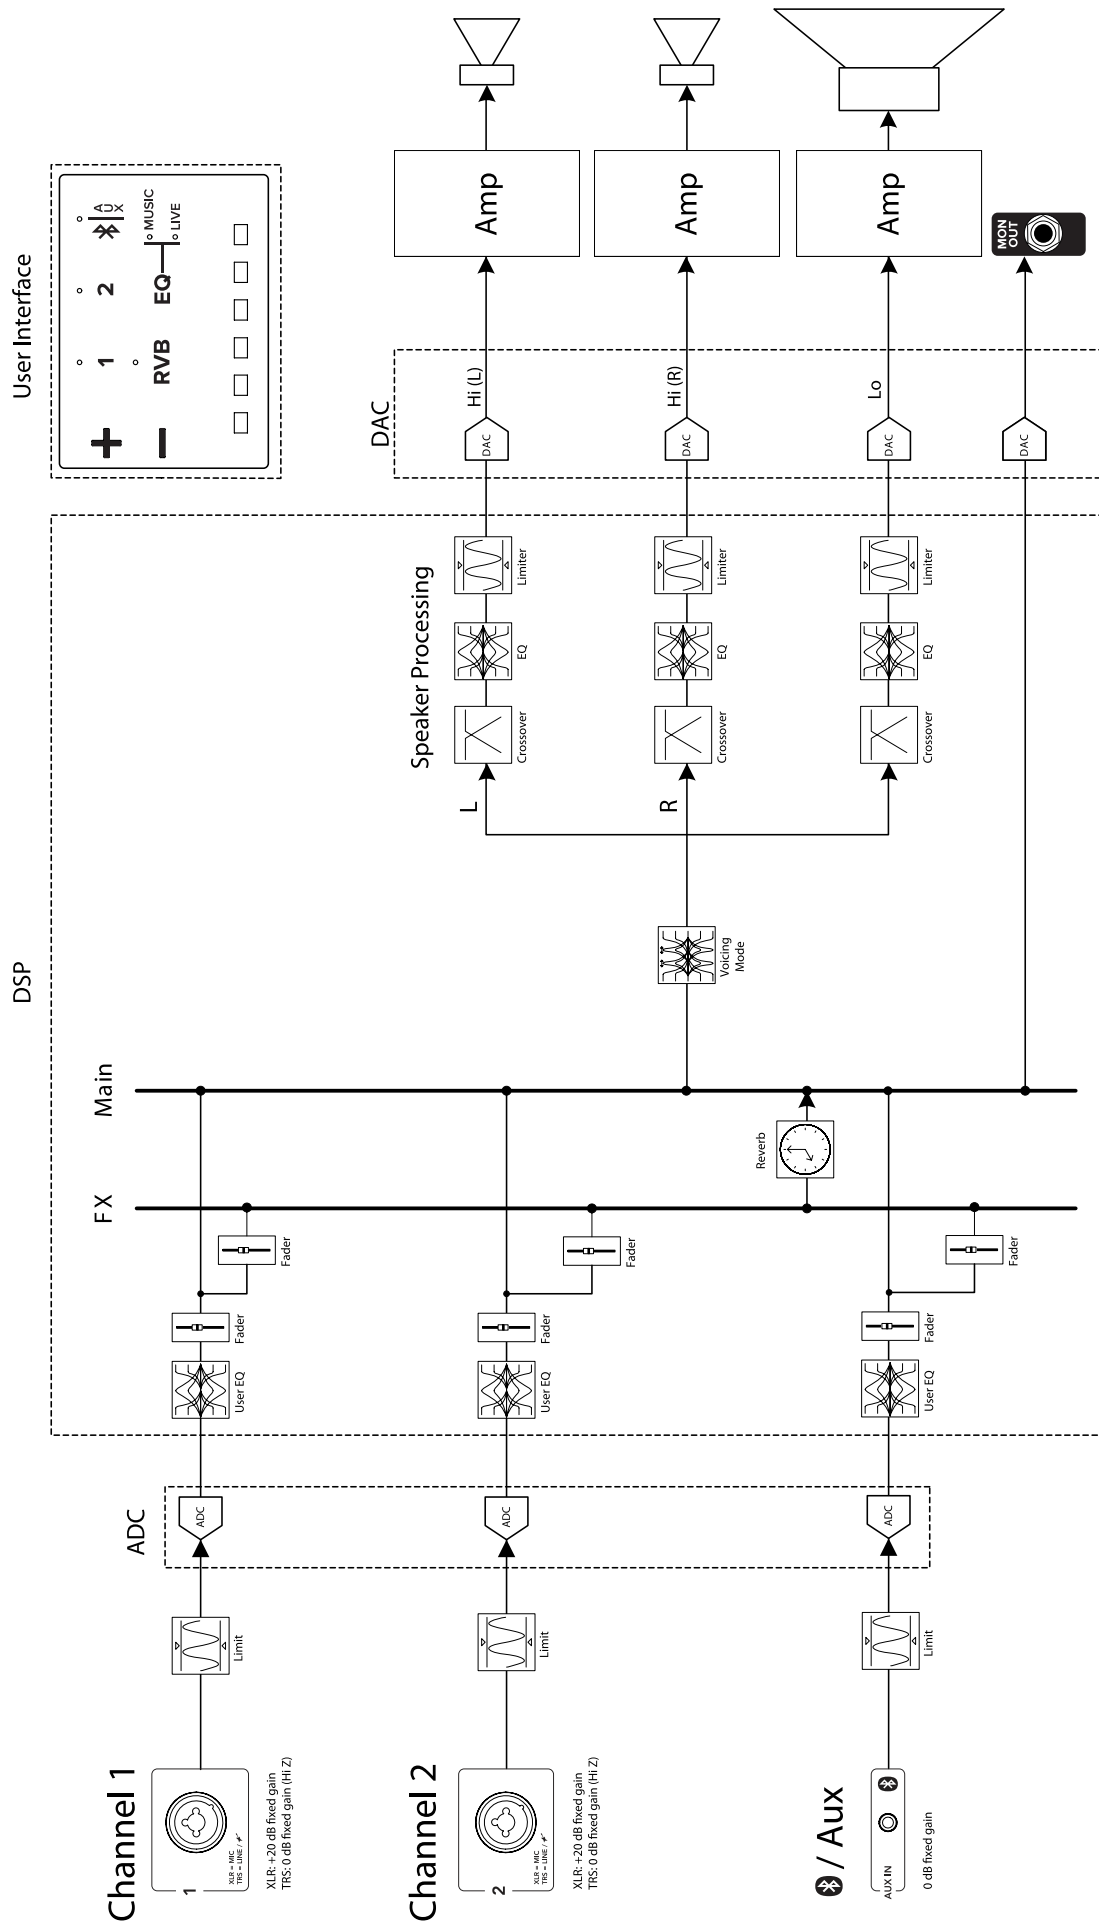 Channel 1
1
XLR = MIC
TRS = LINE /
XLR: +20 dB fixed gain
TRS: 0 dB fixed gain (Hi Z)
Limit
ADC
ADC
User EQ
Fader
Fader
Channel 2
2
XLR = MIC
TRS = LINE /
XLR: +20 dB fixed gain
TRS: 0 dB fixed gain (Hi Z)
Limit
ADC
User EQ
Fader
Fader
/ Aux
AUX IN
0 dB fixed gain
Limit
ADC
User EQ
Fader
Fader
FX
Main
Reverb
DSP
Voicing
Mode
L
R
Speaker Processing
Crossover
EQ
Limiter
Crossover
EQ
Limiter
Crossover
EQ
Limiter
DAC
DAC
Hi (L)
DAC
Hi (R)
DAC
Lo
DAC
Amp
Amp
Amp
MON
OUT
User Interface
+ 1 2 AUX
− RVB EQ MUSIC
LIVE